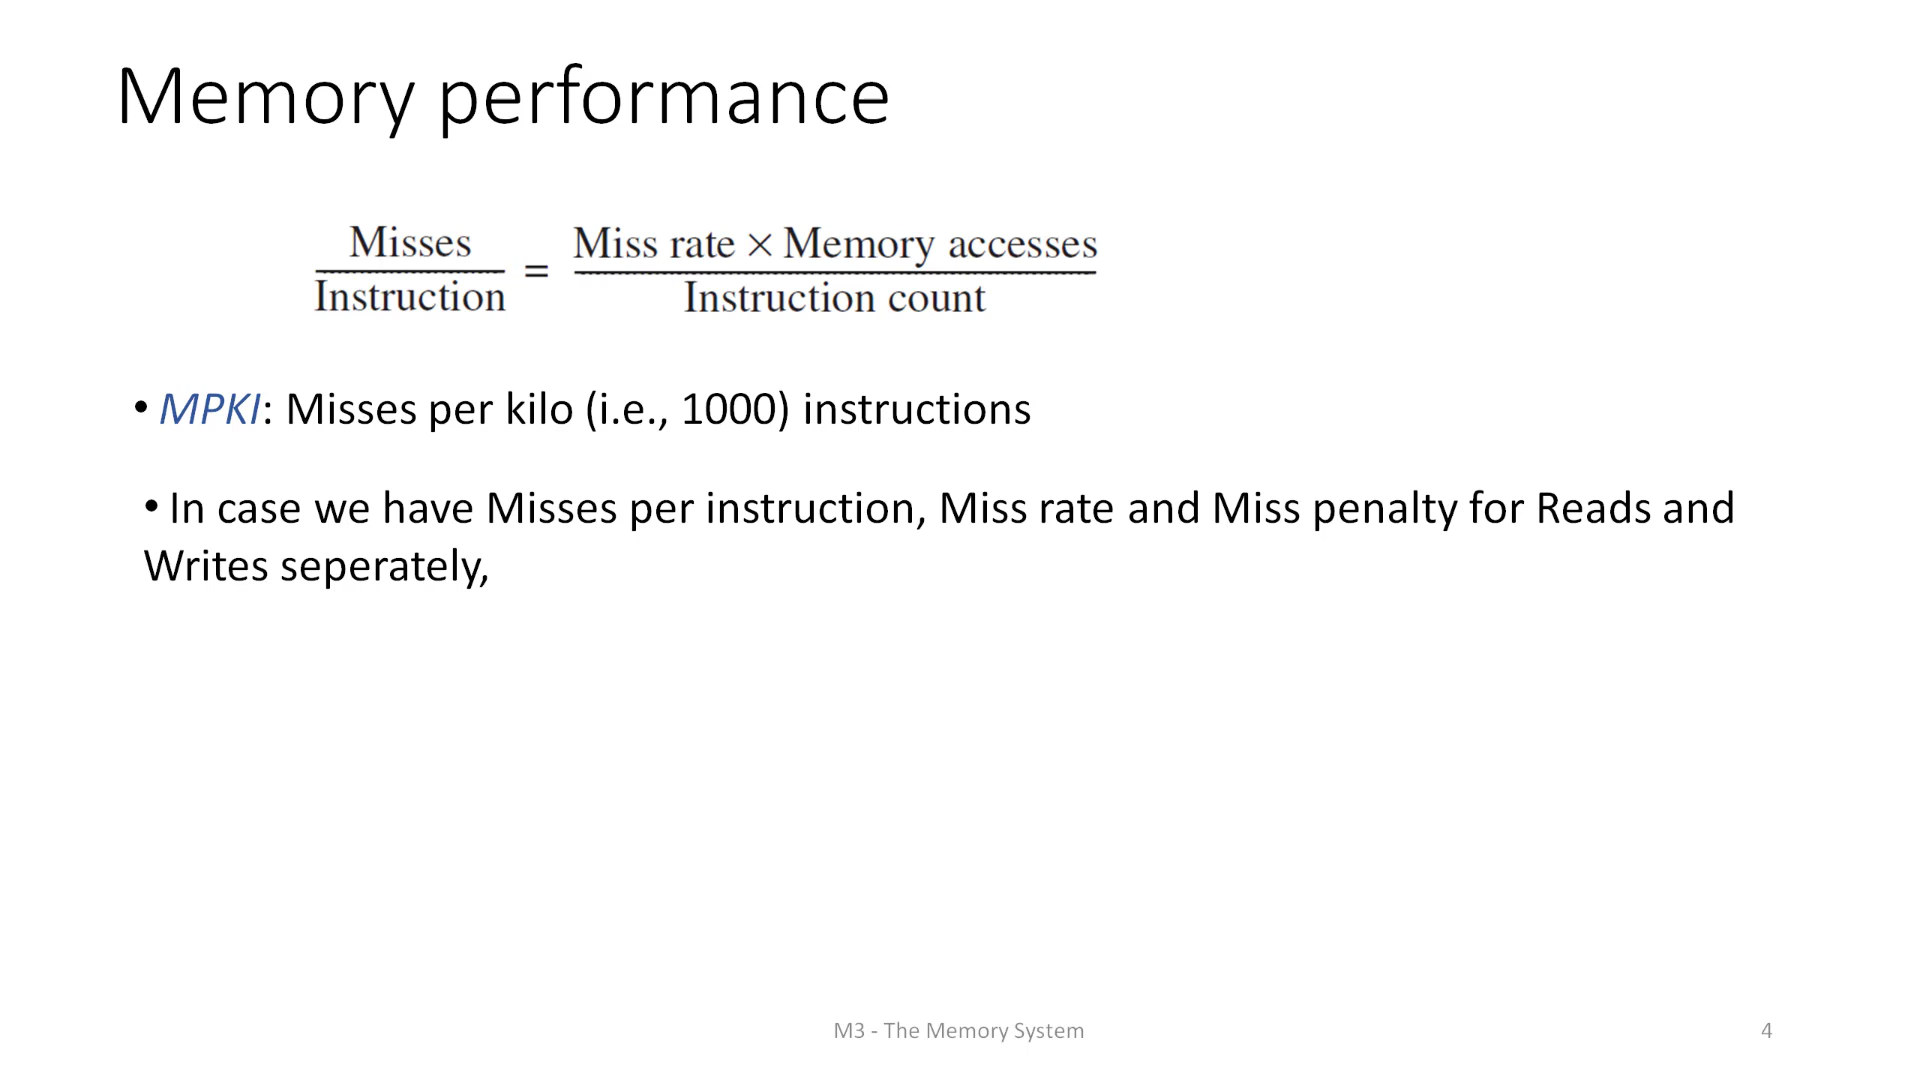 Memory performance
Misses
Instruction
=
Miss rate × Memory accesses
Instruction count
• MPKI: Misses per kilo (i.e., 1000) instructions
• In case we have Misses per instruction, Miss rate and Miss penalty for Reads and
Writes seperately,
M3 - The Memory System
4